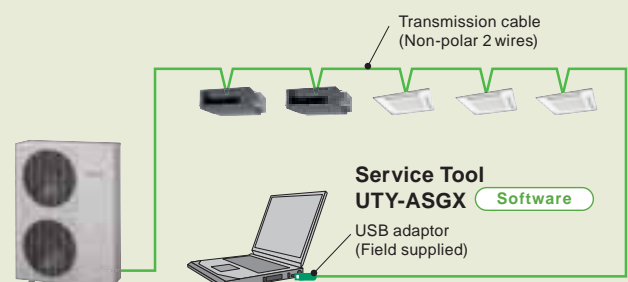 Transmission cable
(Non-polar 2 wires)
Service Tool
UTY-ASGX Software
USB adaptor
(Field supplied)